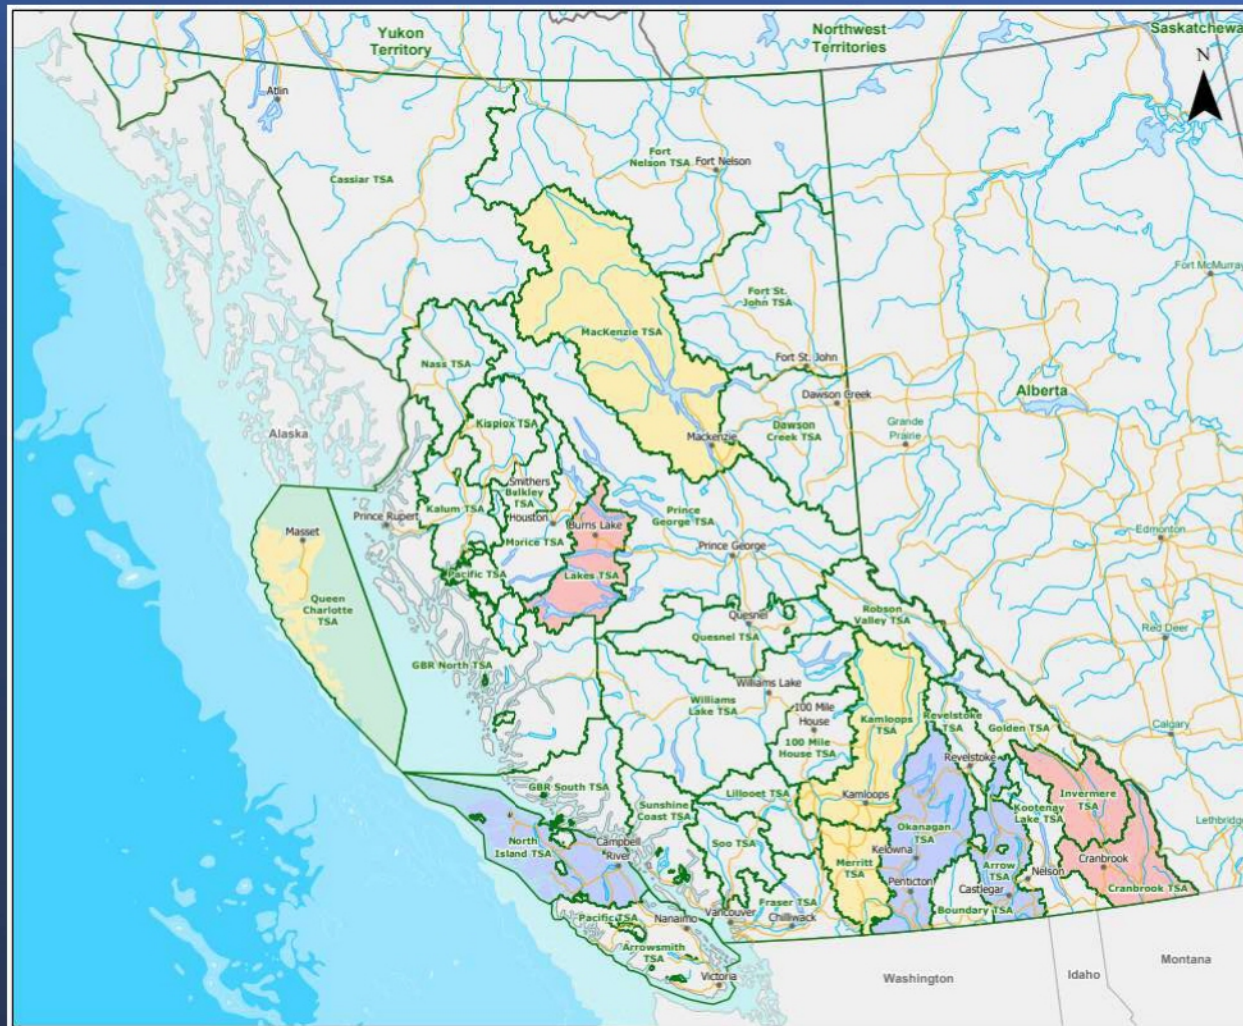 Yukon
Territory
Northwest
Territories
Saskatchewa
N
Atlin
Cassiar TSA
Fort
Nelson TSA
Fort Nelson
Fort McMurray
Fort St.
John TSA
MacKenzie TSA
Nass TSA
Fort St. John
Dawson Creek
Alberta
Kispiox TSA
Dawson
Creek TSA
Grande
Prairie
Alaska
Mackenzie
Smithers
Bulkley
TSA
Prince Rupert
Kalum TSA
Houston
Burns Lake
Prince
George TSA
Masset
Morice TSA
Prince George
Edmonton
Pacific TSA
Lakes TSA
Queen
Charlotte
TSA
Quesnel
Quesnel TSA
Robson
Valley TSA
Red Deer
GBR North TSA
Williams Lake
Williams
Lake TSA
100 Mile
House
100 Mile
House TSA
Kamloops
TSA
Revelstoke
TSA
Golden TSA
Calgary
Revelstoke
GBR South TSA
Lillooet TSA
Kamloops
Invermere
TSA
Sunshine
Coast TSA
Kootenay
Lake TSA
Lethbridg
North
Island TSA
Campbell
River
Soo TSA
Okanagan
TSA
Kelowna
Merritt
TSA
Arrow
TSA
Nelson
Cranbrook
Penticton
Castlegar
Cranbrook TSA
Fraser TSA
Boundary TSA
Pacific TSA
Nanaimo
Vancouver
Chilliwack
Arrowsmith
TSA
Victoria
Washington
Idaho
Montana